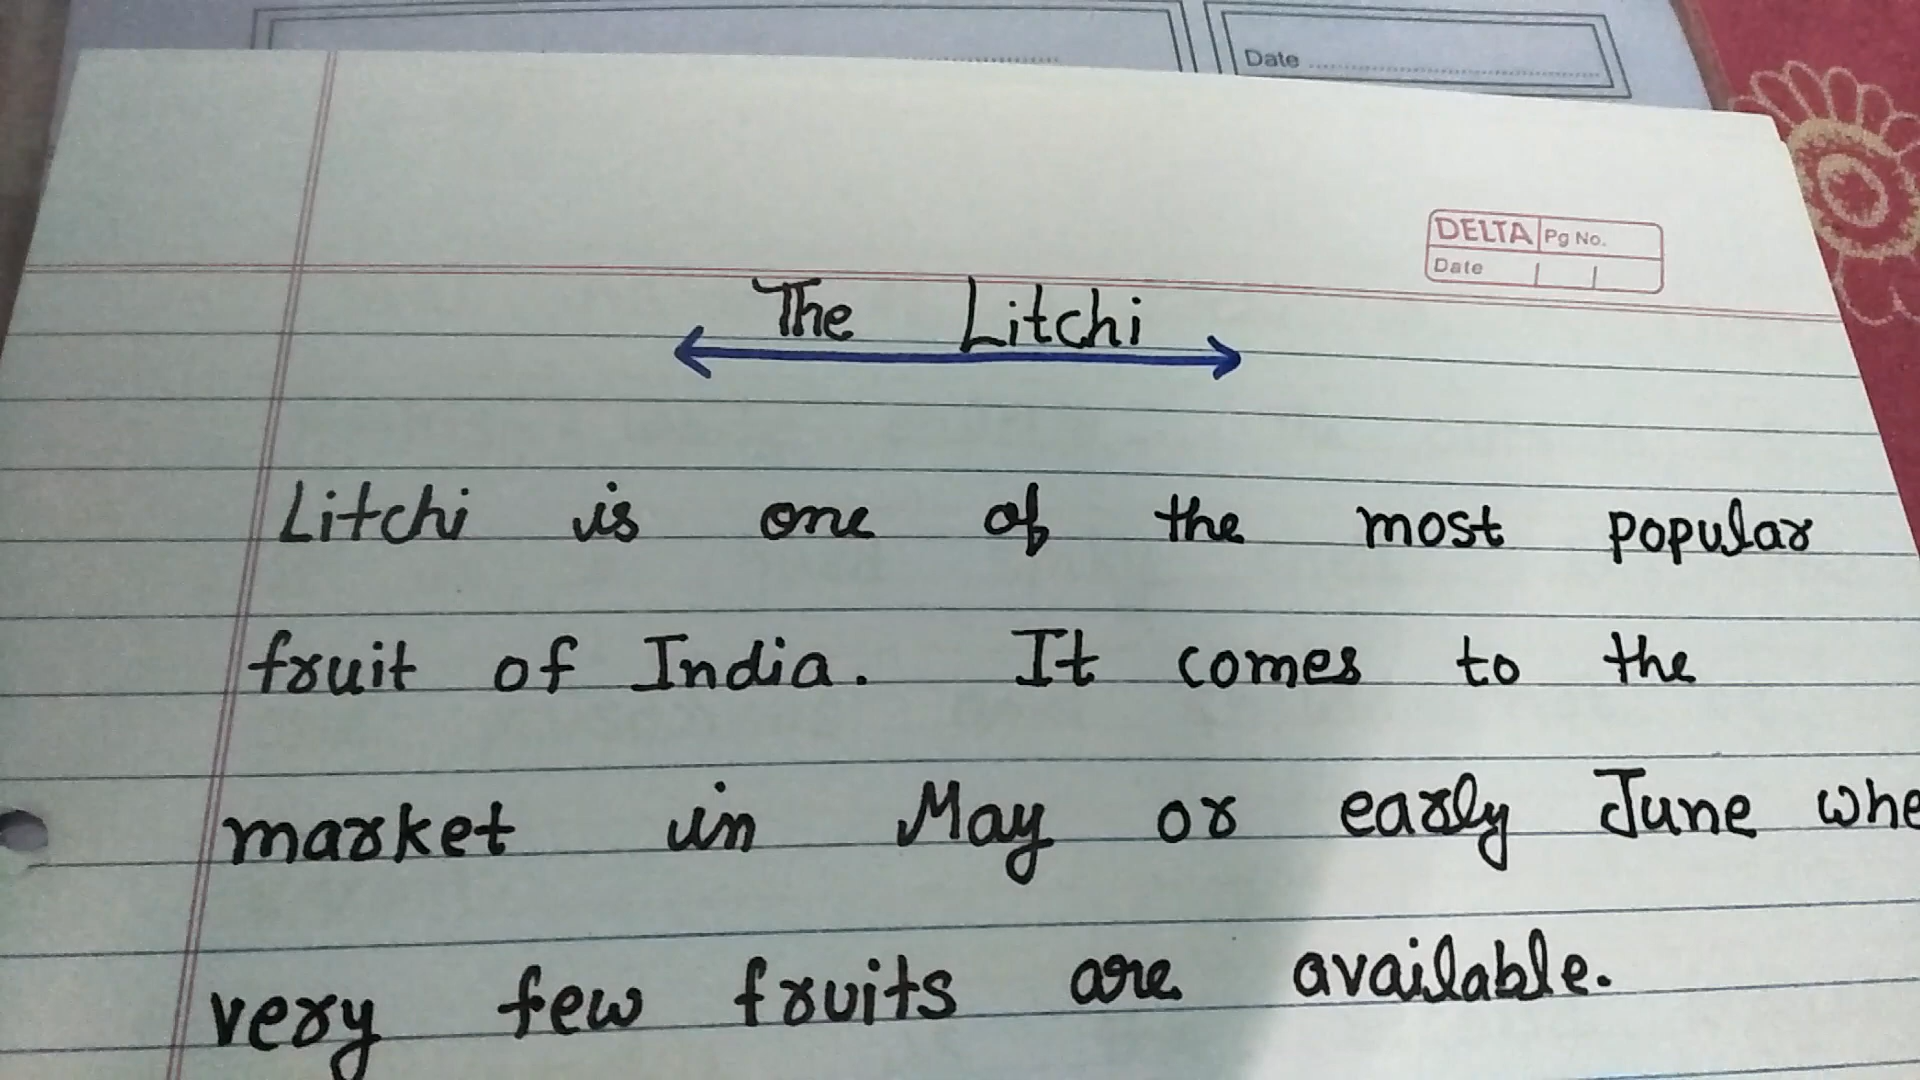 Date
DELTA Pg No.
Date
The Litchi
Litchi is one of the most popular
fruit of India. It comes to the
market in May or early June whe
very few fruits are available.